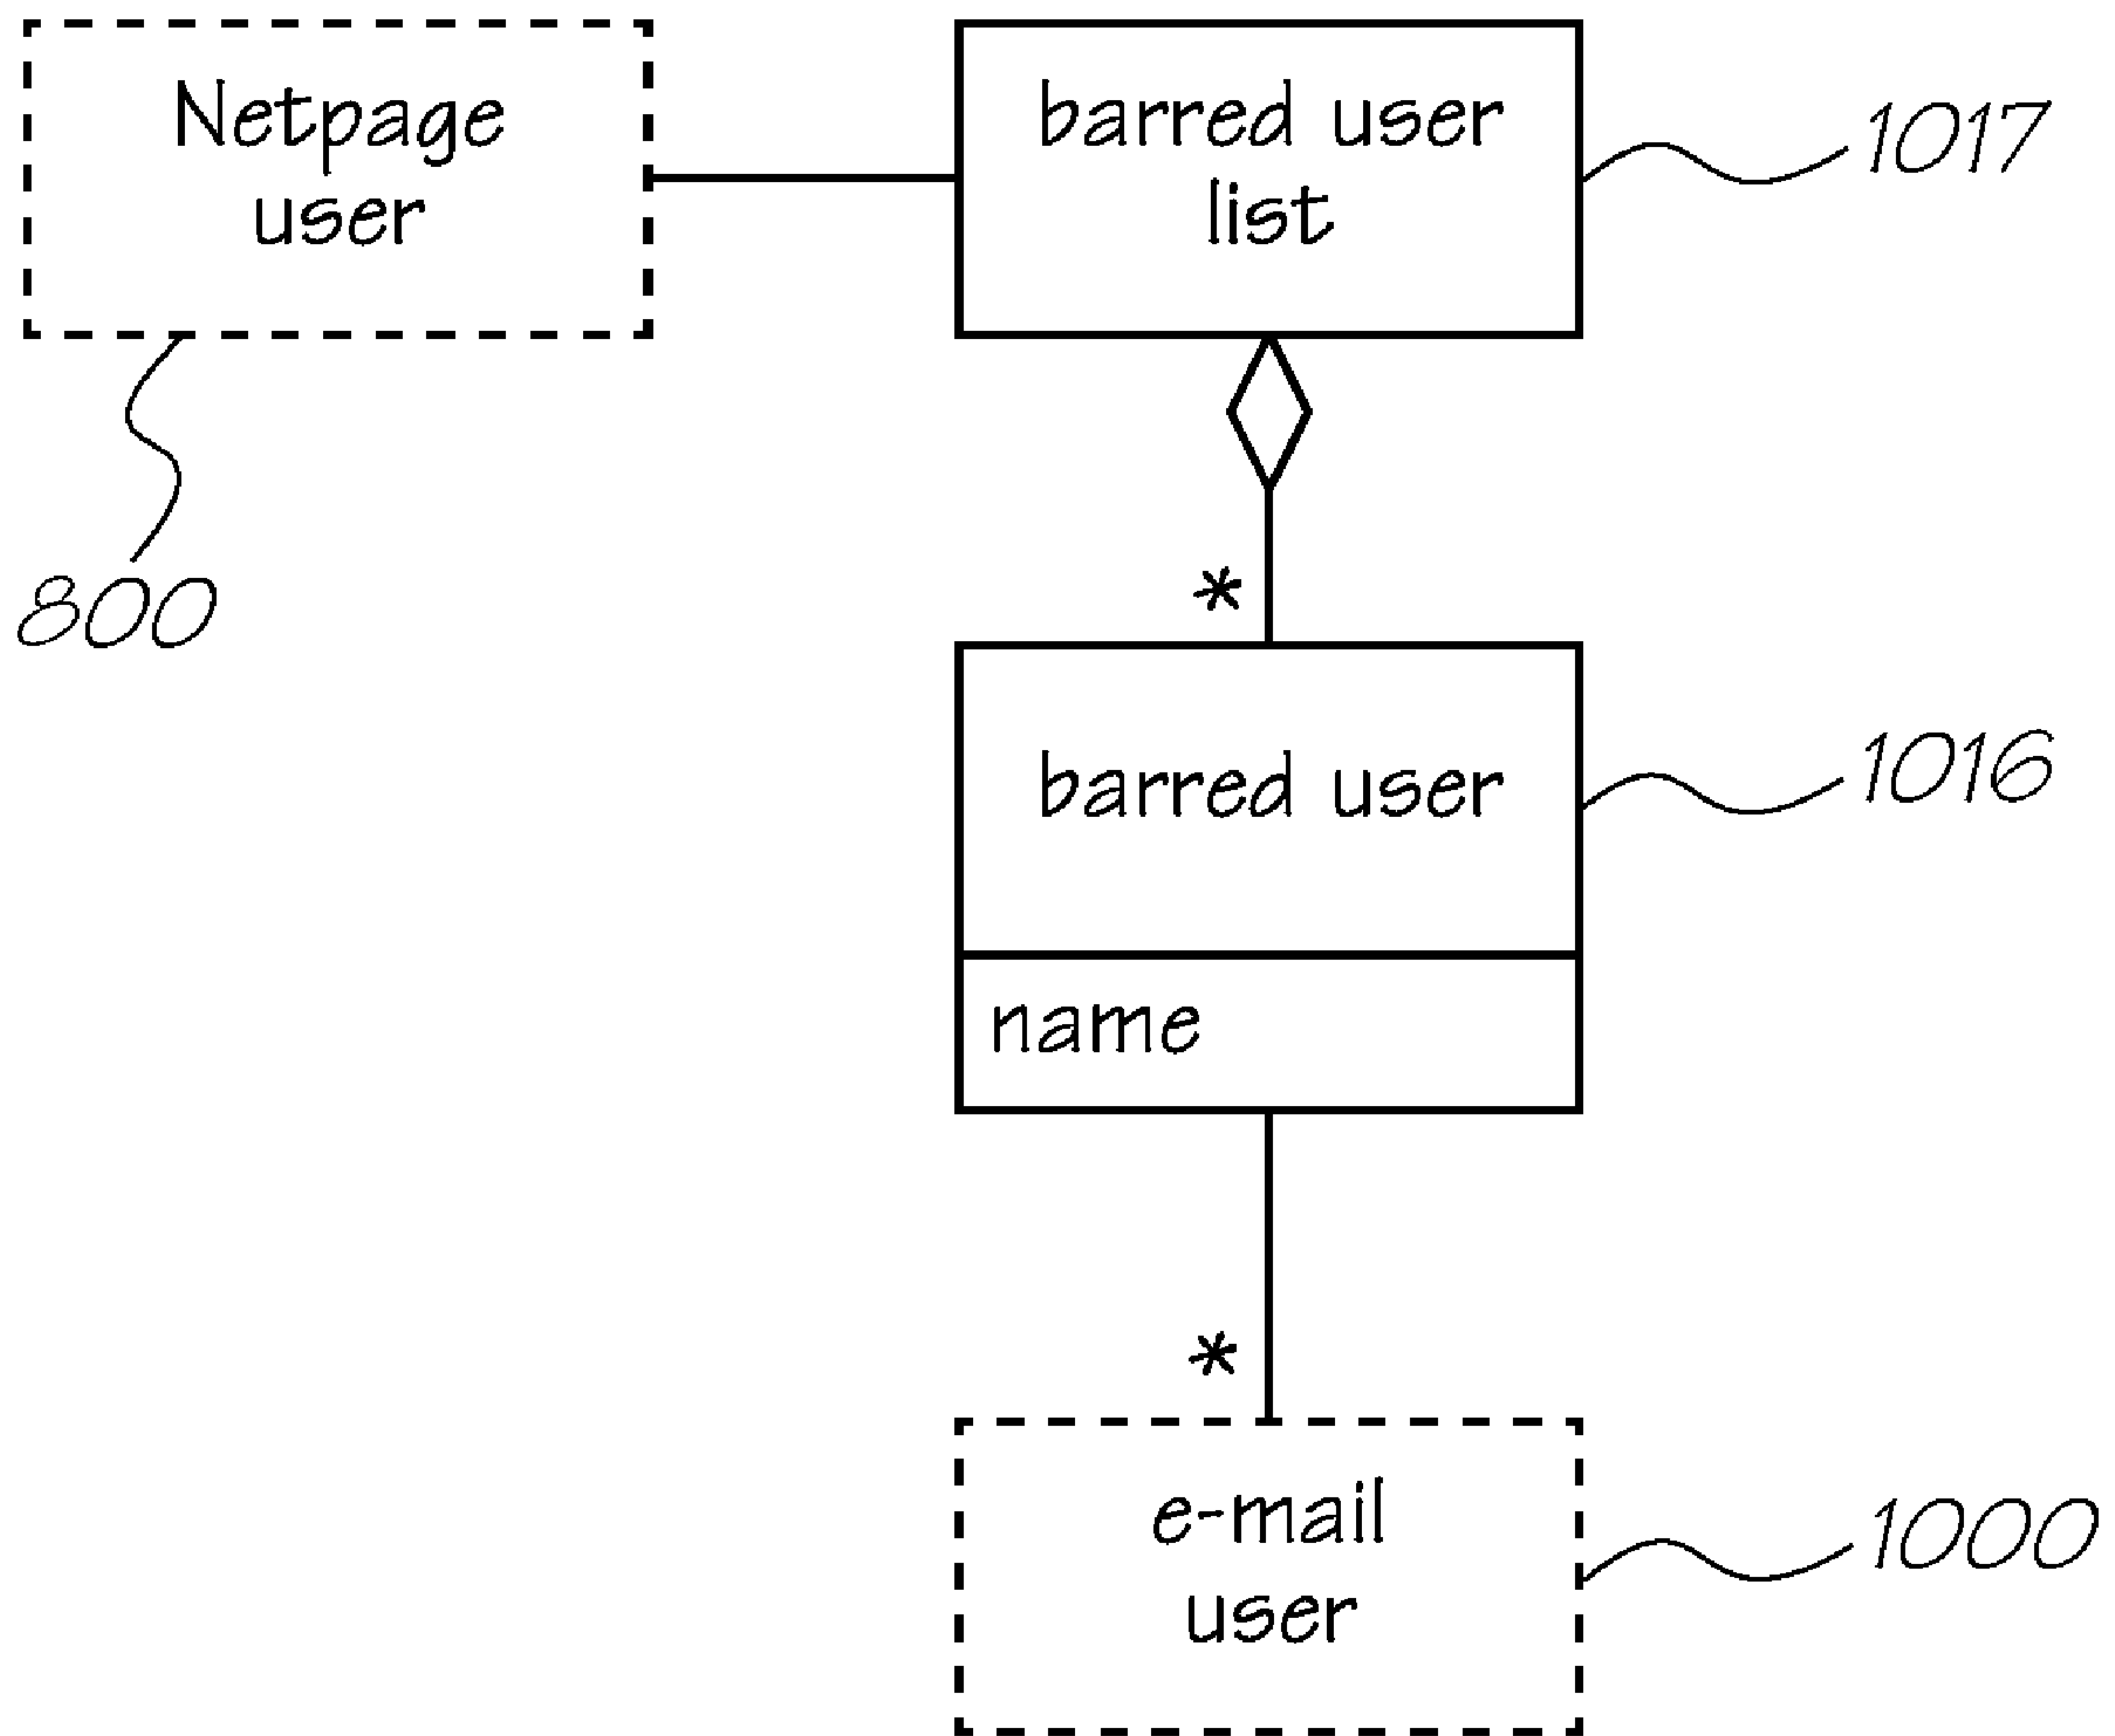 Netpage
user
barred user
list
1017
800
*
barred user
1016
name
*
e-mail
user
1000